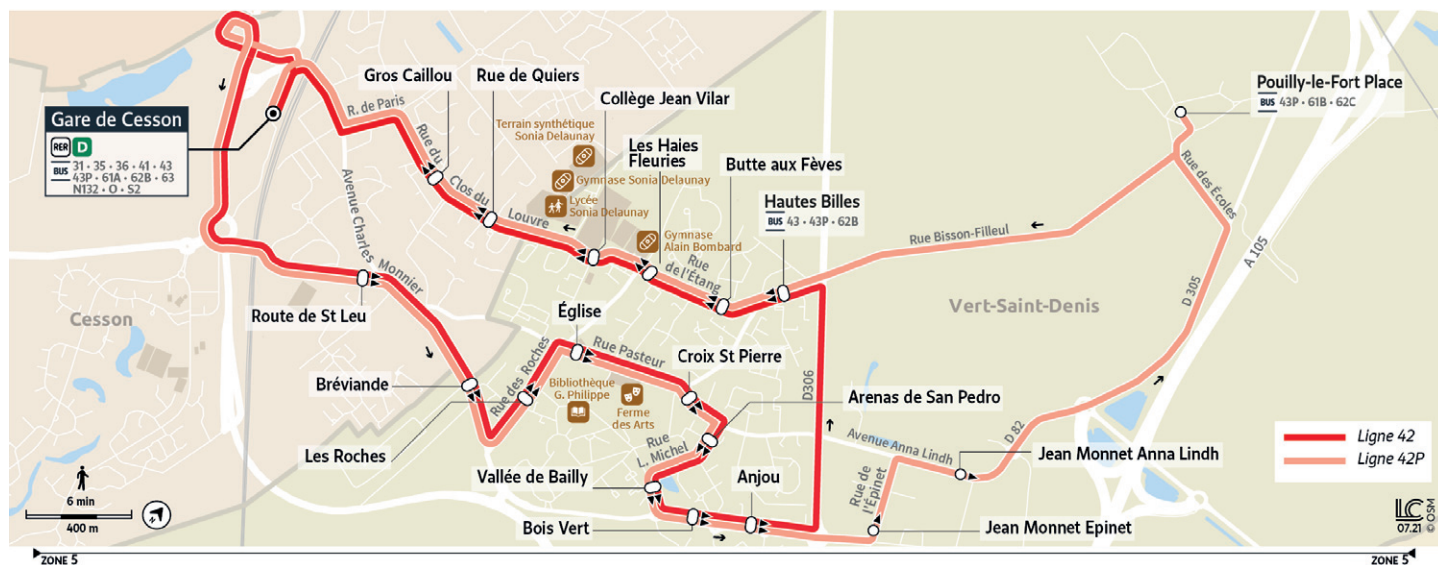 Gare de Cesson
RER D
BUS 31 • 35 • 36 • 41 • 43
43P • 61A • 62B • 63
N132 • O • S2
Gros Caillou
Rue de Quiers
Collège Jean Vilar
Terrain synthétique
Sonia Delaunay
Gymnase Sonia Delaunay
Lycée
Sonia Delaunay
Les Haies
Fleuries
Butte aux Fèves
Hautes Billes
BUS 43 • 43P • 62B
Pouilly-le-Fort Place
BUS 43P • 61B • 62C
R. de Paris
Rue du
Clos du
Louvre
Avenue Charles
Monnier
Gymnase
Alain Bombard
Rue
de l'Étang
Rue Bisson-Filleul
Rue des Écoles
A 105
D 305
Vert-Saint-Denis
Cesson
Route de St Leu
Église
Rue Pasteur
Croix St Pierre
D306
Bréviande
Rue des Roches
Bibliothèque
G. Philippe
Ferme
des Arts
Arenas de San Pedro
Les Roches
Rue
L. Michel
Avenue Anna Lindh
D 82
Jean Monnet Anna Lindh
Vallée de Bailly
Anjou
Rue de
l'Épinet
Bois Vert
Jean Monnet Epinet
Ligne 42
Ligne 42P
6 min
400 m
LC
07.21
© OSM
ZONE 5
ZONE 5